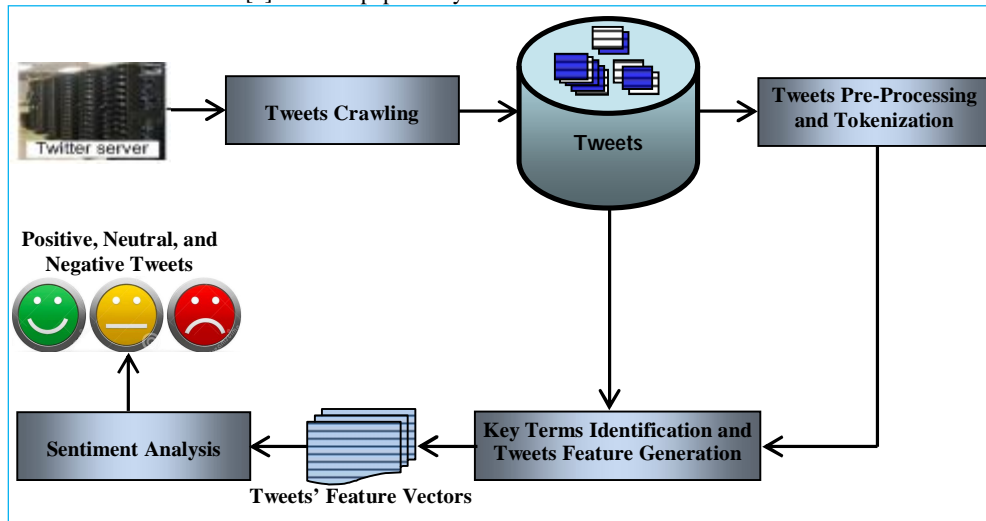 Twitter server
Tweets Crawling
Tweets
Tweets Pre-Processing
and Tokenization
Positive, Neutral, and
Negative Tweets
Sentiment Analysis
Tweets’ Feature Vectors
Key Terms Identification and
Tweets Feature Generation